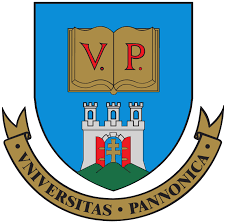 V. P.
VNIVERSITAS · PANNONICA ·